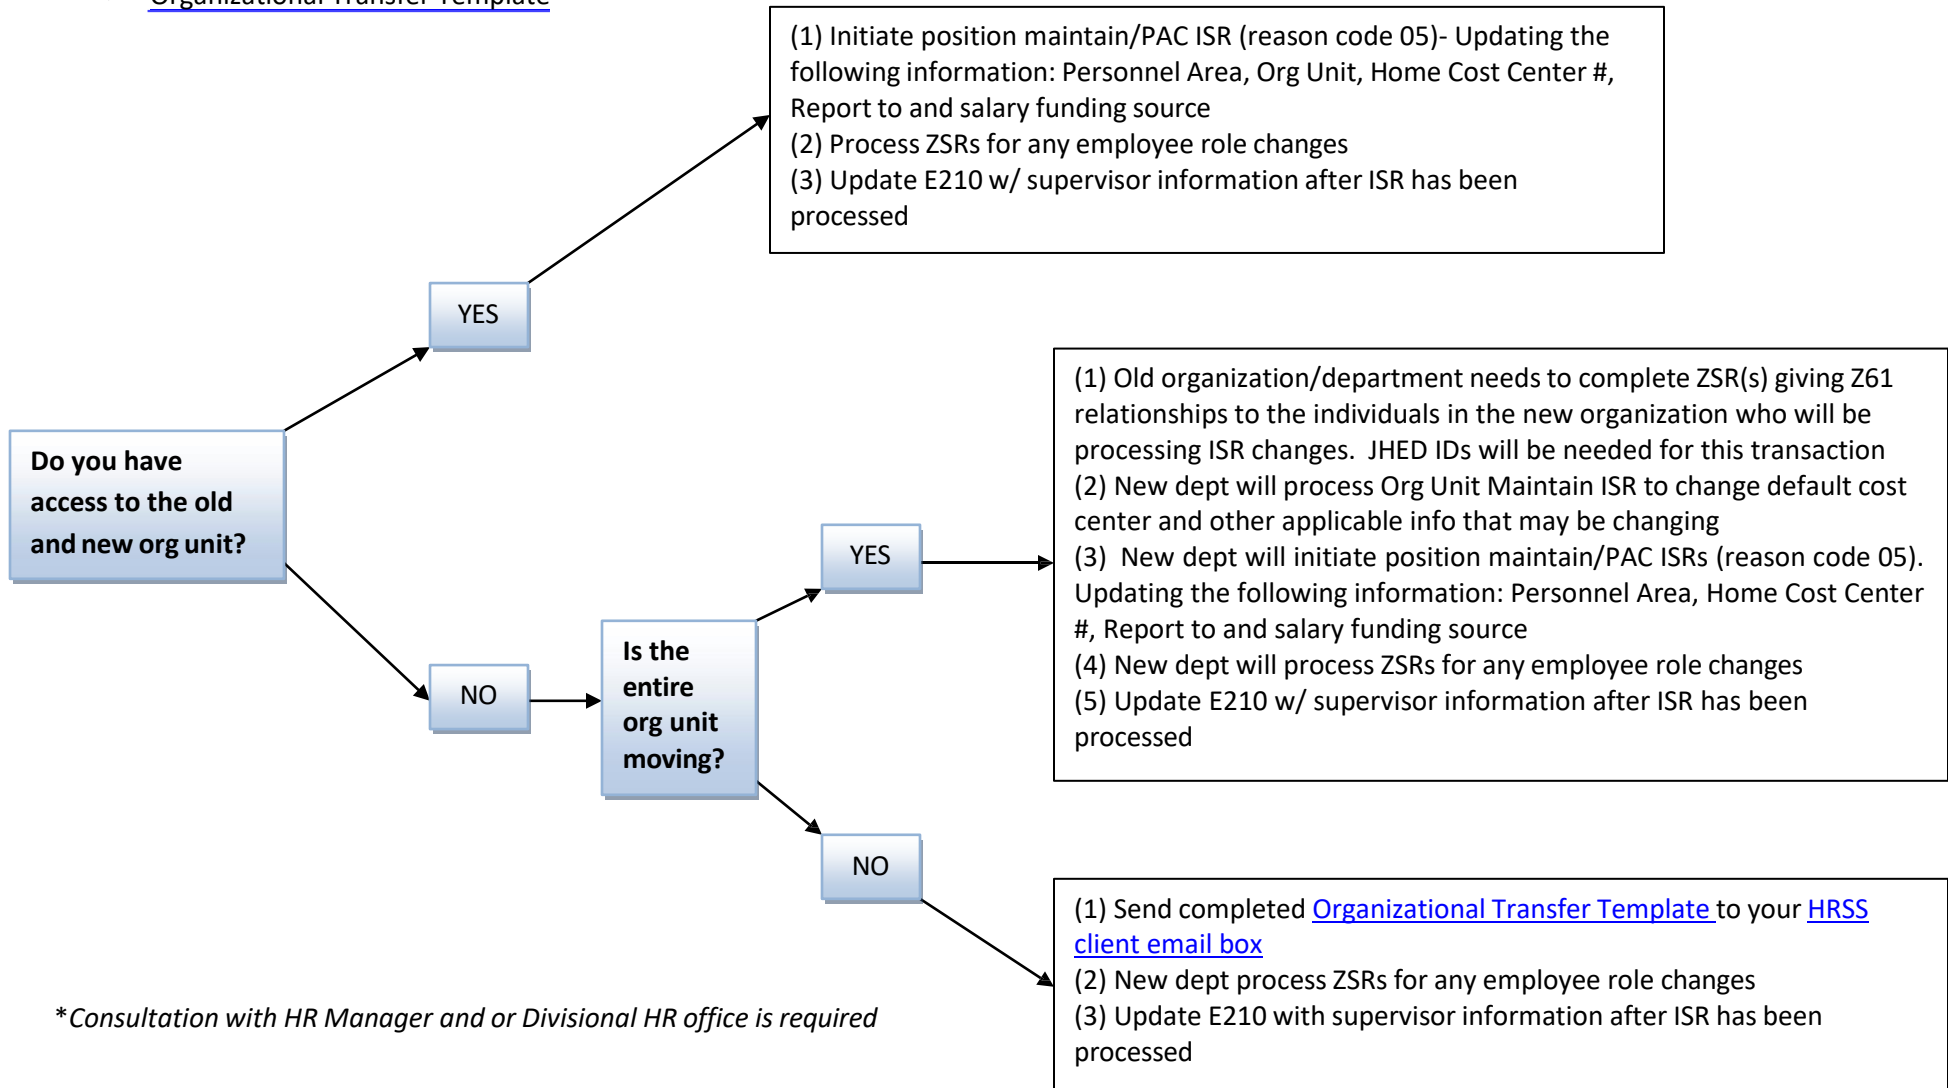 Organizational Transfer Template
(1) Initiate position maintain/PAC ISR (reason code 05)- Updating the
following information: Personnel Area, Org Unit, Home Cost Center #,
Report to and salary funding source
(2) Process ZSRs for any employee role changes
(3) Update E210 w/ supervisor information after ISR has been
processed
YES
Do you have
access to the old
and new org unit?
NO
Is the
entire
org unit
moving?
YES
(1) Old organization/department needs to complete ZSR(s) giving Z61
relationships to the individuals in the new organization who will be
processing ISR changes.  JHED IDs will be needed for this transaction
(2) New dept will process Org Unit Maintain ISR to change default cost
center and other applicable info that may be changing
(3)  New dept will initiate position maintain/PAC ISRs (reason code 05).
Updating the following information: Personnel Area, Home Cost Center
#, Report to and salary funding source
(4) New dept will process ZSRs for any employee role changes
(5) Update E210 w/ supervisor information after ISR has been
processed
NO
(1) Send completed Organizational Transfer Template to your HRSS
client email box
(2) New dept process ZSRs for any employee role changes
(3) Update E210 with supervisor information after ISR has been
processed
*Consultation with HR Manager and or Divisional HR office is required